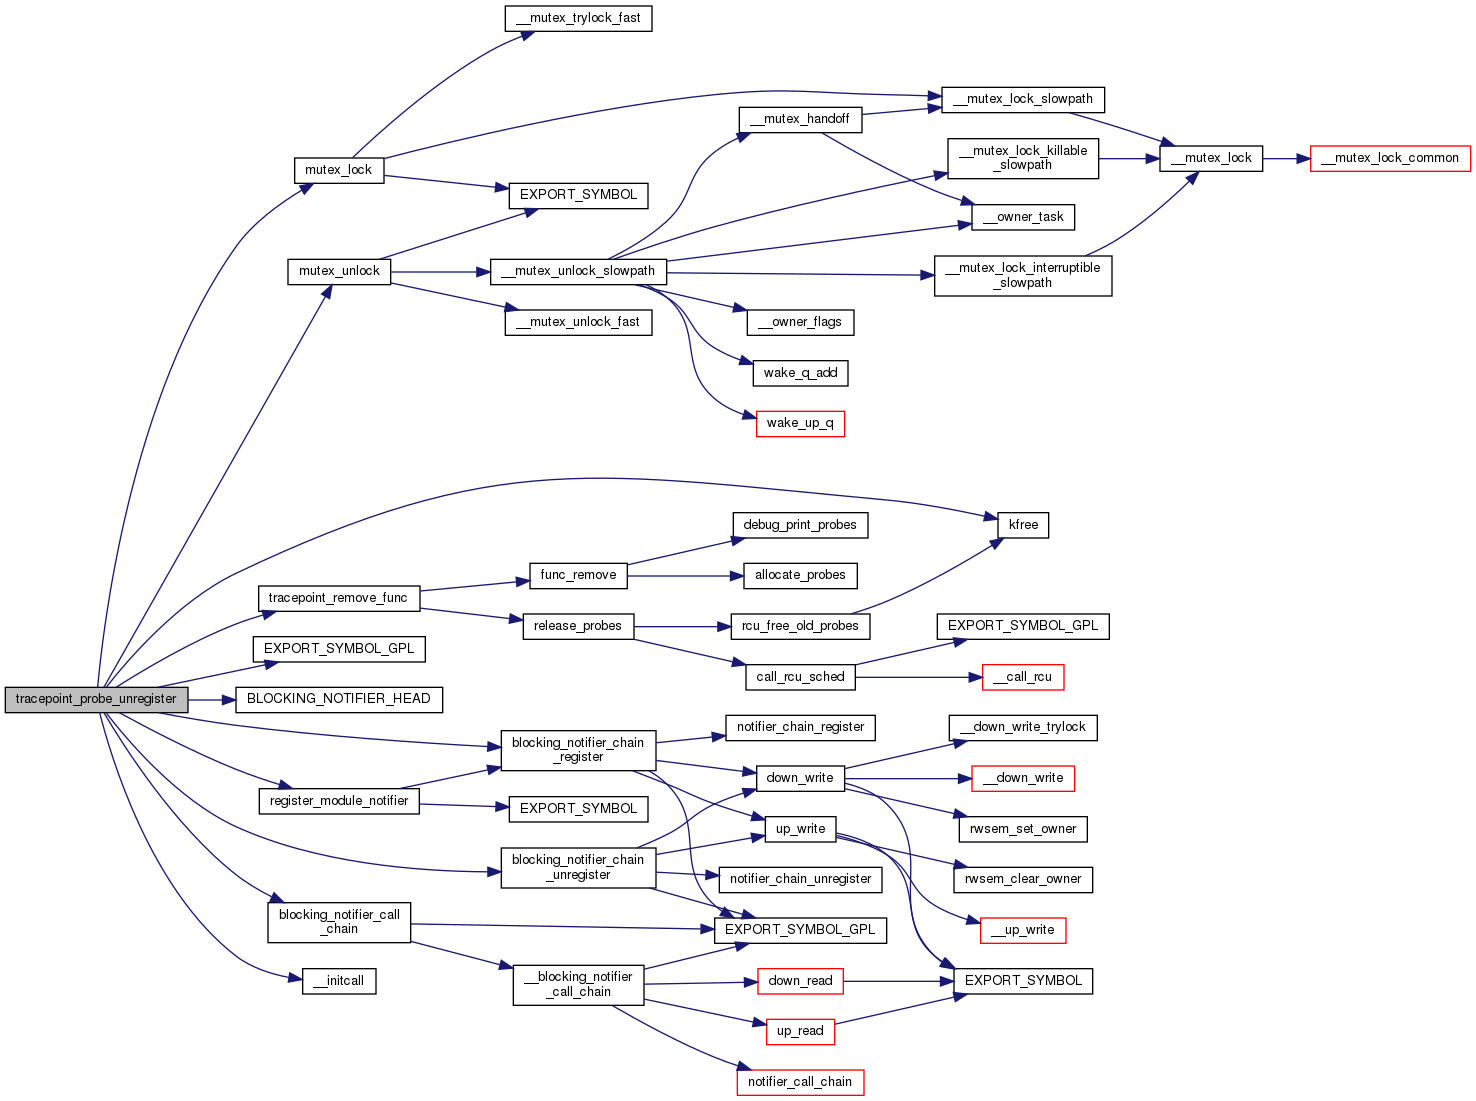 __mutex_trylock_fast
__mutex_lock_slowpath
__mutex_handoff
mutex_lock
__mutex_lock_killable
_slowpath
__mutex_lock
__mutex_lock_common
EXPORT_SYMBOL
__owner_task
mutex_unlock
__mutex_unlock_slowpath
__mutex_lock_interruptible
_slowpath
__mutex_unlock_fast
__owner_flags
wake_q_add
wake_up_q
debug_print_probes
kfree
func_remove
allocate_probes
tracepoint_remove_func
release_probes
rcu_free_old_probes
EXPORT_SYMBOL_GPL
EXPORT_SYMBOL_GPL
call_rcu_sched
__call_rcu
tracepoint_probe_unregister
BLOCKING_NOTIFIER_HEAD
notifier_chain_register
__down_write_trylock
blocking_notifier_chain
_register
down_write
__down_write
register_module_notifier
EXPORT_SYMBOL
up_write
rwsem_set_owner
blocking_notifier_chain
_unregister
notifier_chain_unregister
rwsem_clear_owner
blocking_notifier_call
_chain
EXPORT_SYMBOL_GPL
__up_write
__initcall
__blocking_notifier
_call_chain
down_read
EXPORT_SYMBOL
up_read
notifier_call_chain